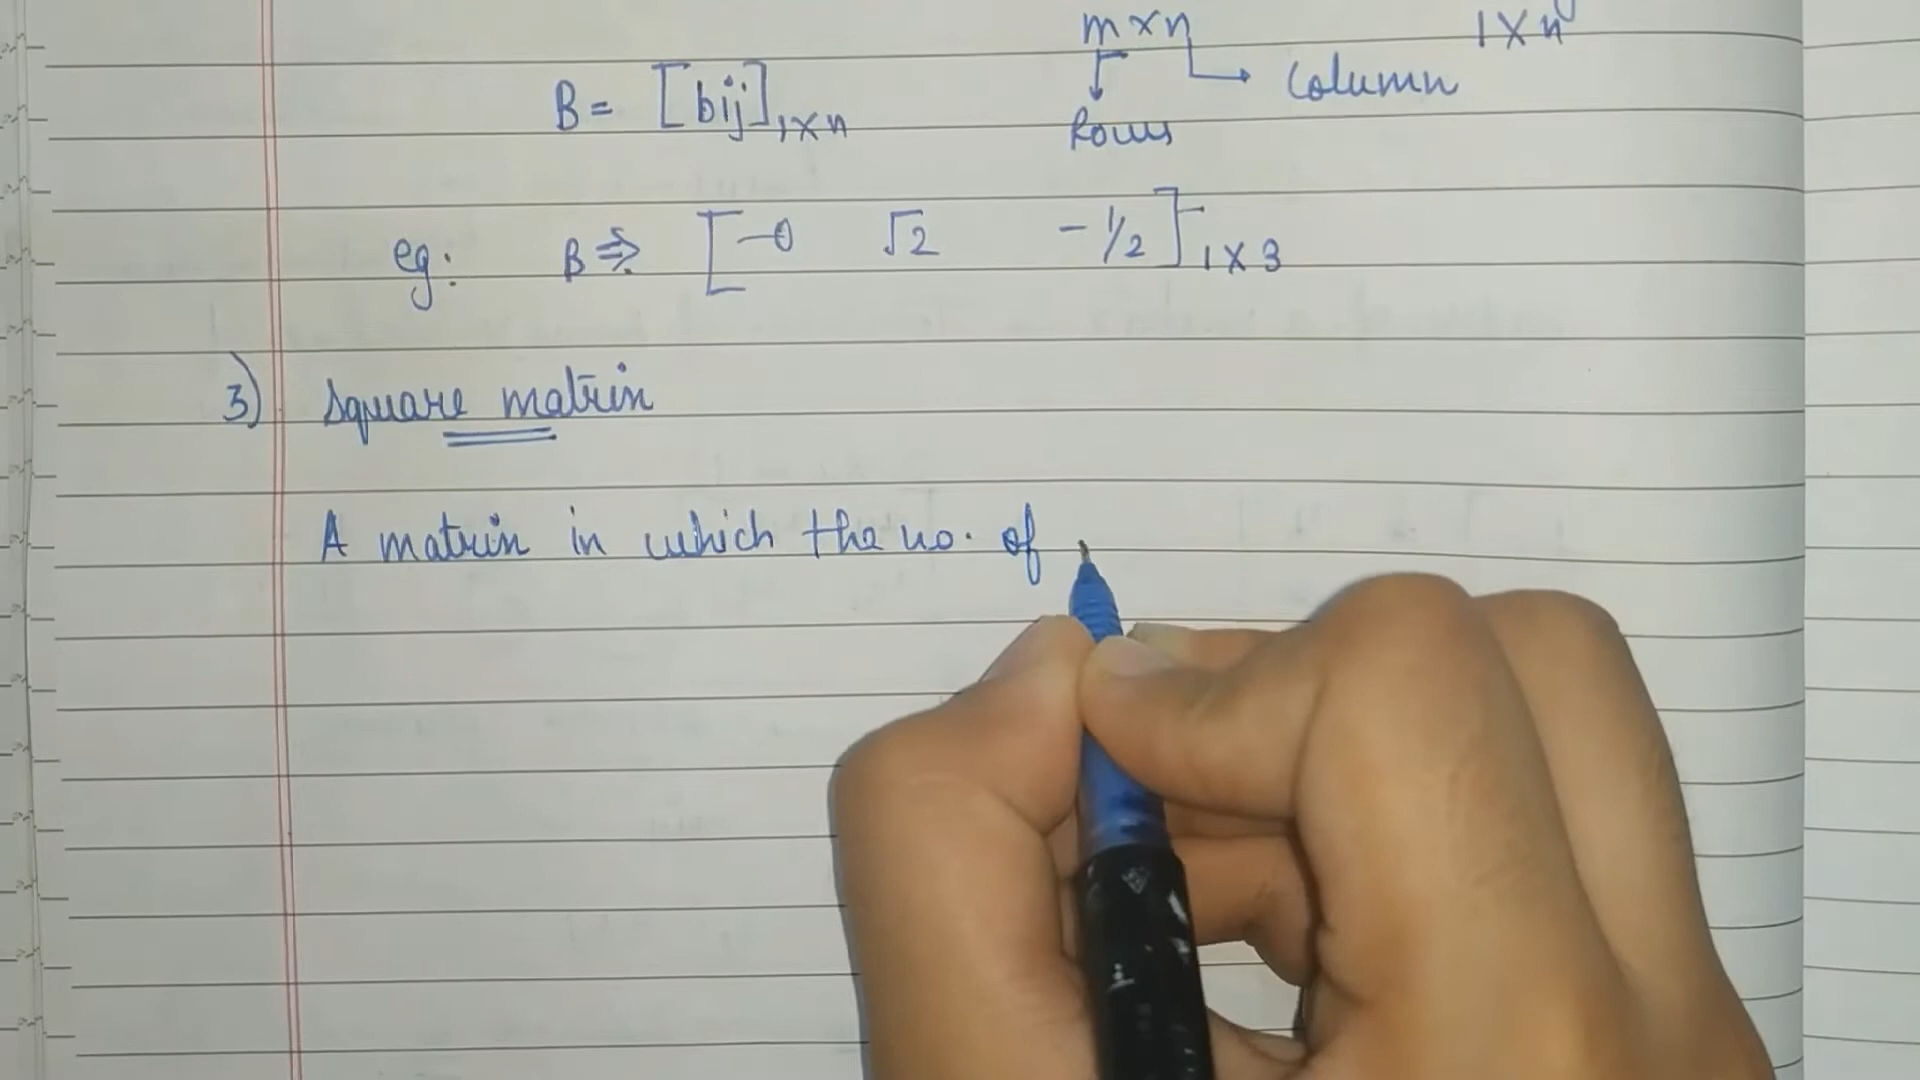 m×n 1×n
B = [bij]1×n → Column
Rows
eg: B ⇒ [-0 √2 -1/2]1×3
3) Square matrix
A matrix in which the no. of